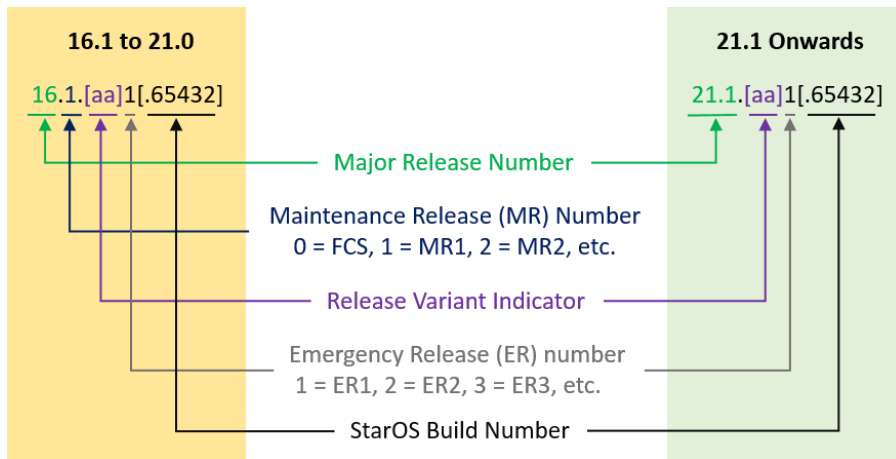 16.1 to 21.0
21.1 Onwards
16.1.[aa]1[.65432]
21.1.[aa]1[.65432]
Major Release Number
Maintenance Release (MR) Number
0 = FCS, 1 = MR1, 2 = MR2, etc.
Release Variant Indicator
Emergency Release (ER) number
1 = ER1, 2 = ER2, 3 = ER3, etc.
StarOS Build Number